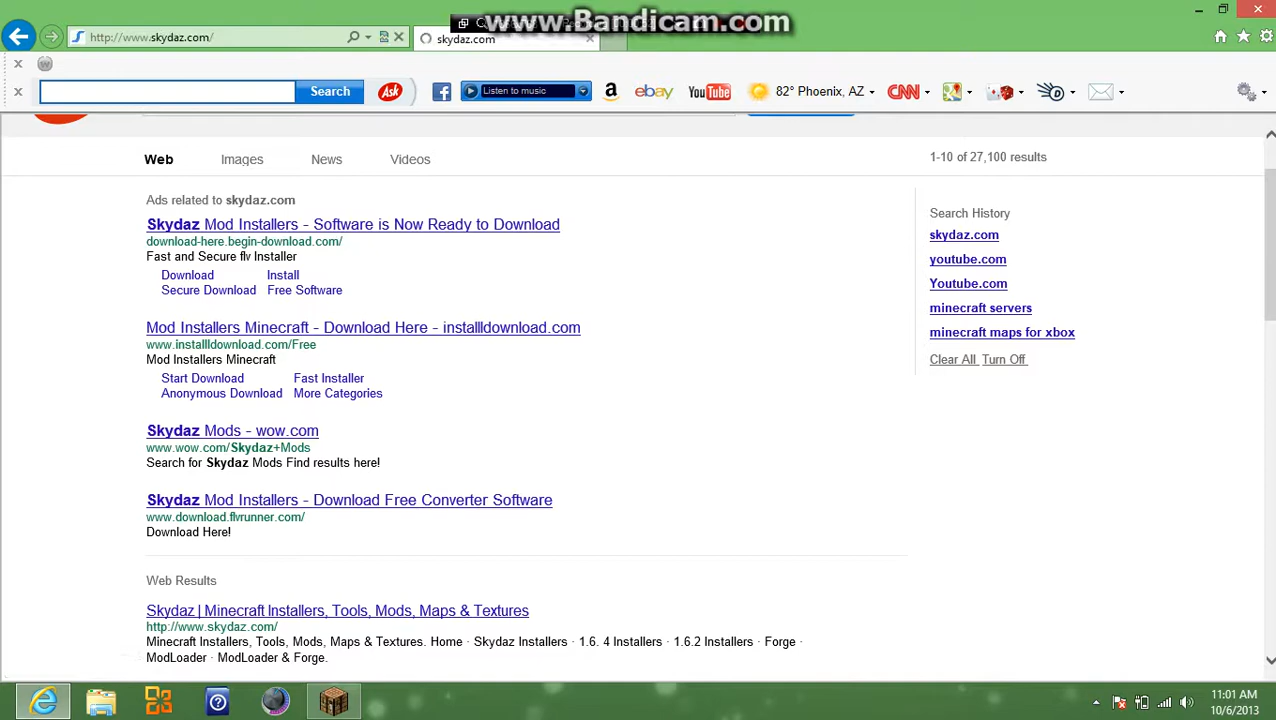 www.Bandicam.com
http://www.skydaz.com/
skydaz.com
Search
Ask
Listen to music
ebay
YouTube
82° Phoenix, AZ
CNN
Web
Images
News
Videos
1-10 of 27,100 results
Ads related to skydaz.com
Skydaz Mod Installers - Software is Now Ready to Download
download-here.begin-download.com/
Fast and Secure flv Installer
Download Install
Secure Download Free Software
Mod Installers Minecraft - Download Here - installldownload.com
www.installldownload.com/Free
Mod Installers Minecraft
Start Download Fast Installer
Anonymous Download More Categories
Skydaz Mods - wow.com
www.wow.com/Skydaz+Mods
Search for Skydaz Mods Find results here!
Skydaz Mod Installers - Download Free Converter Software
www.download.flvrunner.com/
Download Here!
Web Results
Skydaz | Minecraft Installers, Tools, Mods, Maps & Textures
http://www.skydaz.com/
Minecraft Installers, Tools, Mods, Maps & Textures. Home · Skydaz Installers · 1.6. 4 Installers · 1.6.2 Installers · Forge ·
ModLoader · ModLoader & Forge.
Search History
skydaz.com
youtube.com
Youtube.com
minecraft servers
minecraft maps for xbox
Clear All Turn Off
11:01 AM
10/6/2013